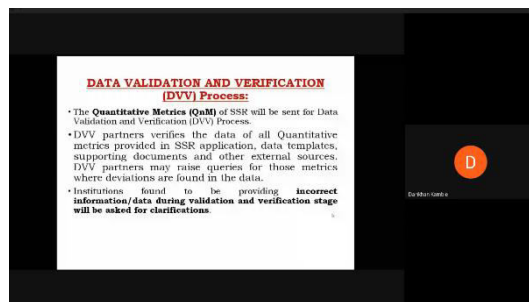 DATA VALIDATION AND VERIFICATION
(DVV) Process:
• The Quantitative Metrics (QnM) of SSR will be sent for Data
Validation and Verification (DVV) Process.
• DVV partners verifies the data of all Quantitative
metrics provided in SSR application, data templates,
supporting documents and other external sources.
DVV partners may raise queries for those metrics
where deviations are found in the data.
• Institutions found to be providing incorrect
information/data during validation and verification stage
will be asked for clarifications.
D